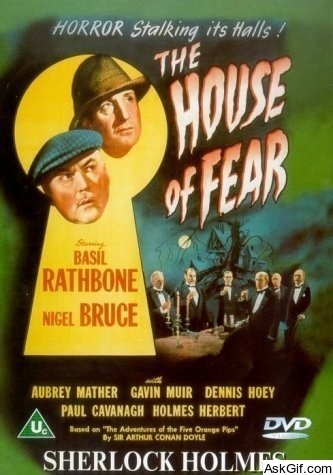 HORROR Stalking its Halls!
THE
HOUSE
of FEAR
Starring
BASIL
RATHBONE
NIGEL BRUCE
with
AUBREY MATHER GAVIN MUIR DENNIS HOEY
PAUL CAVANAGH HOLMES HERBERT
Based on "The Adventures of the Five Orange Pips"
By SIR ARTHUR CONAN DOYLE
Uc
DVD
VIDEO
SHERLOCK HOLMES
AskGif.com